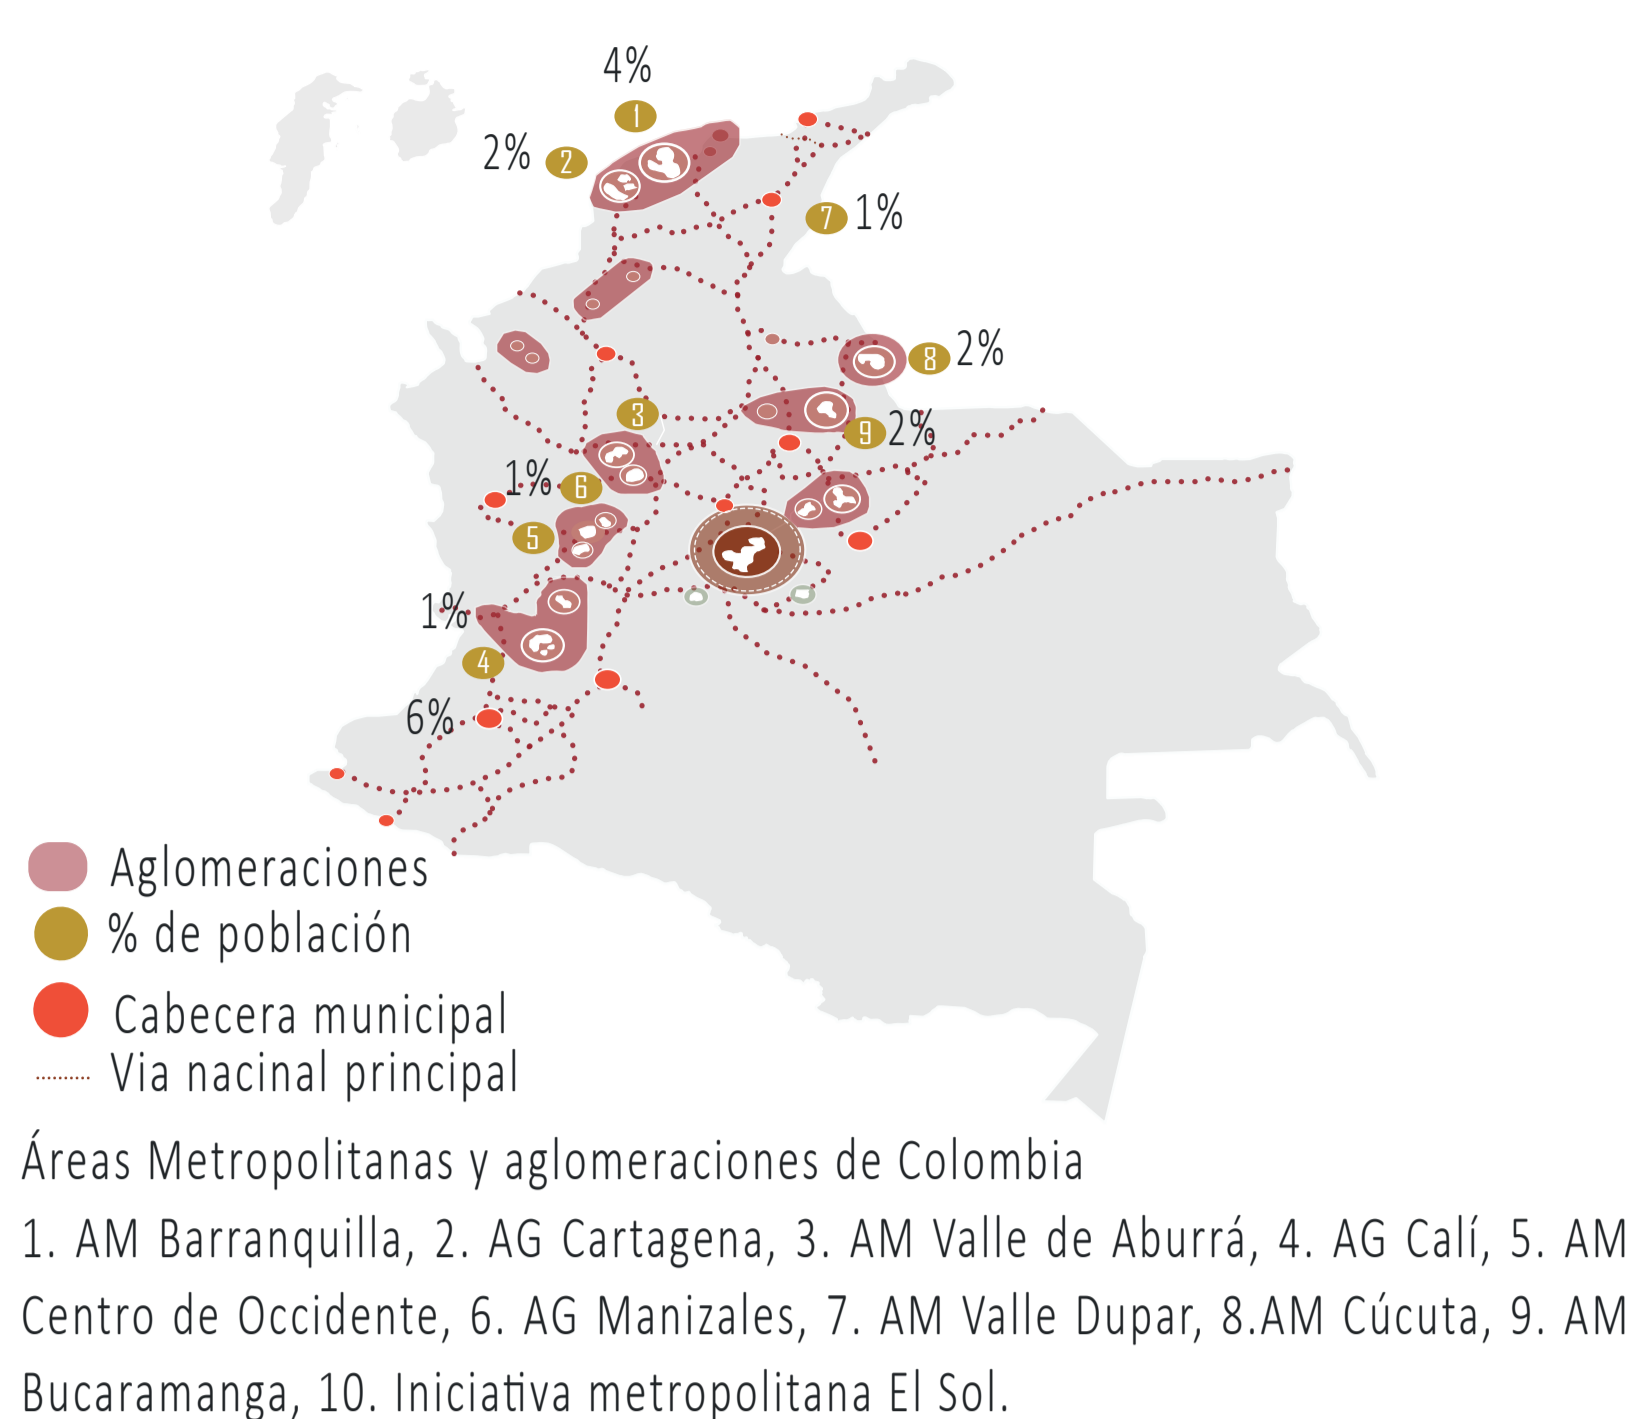 4%
1
2%
2
7
1%
8
2%
3
9
2%
1%
6
5
1%
4
6%
Aglomeraciones
% de población
Cabecera municipal
Via nacinal principal
Áreas Metropolitanas y aglomeraciones de Colombia
1. AM Barranquilla, 2. AG Cartagena, 3. AM Valle de Aburrá, 4. AG Calí, 5. AM
Centro de Occidente, 6. AG Manizales, 7. AM Valle Dupar, 8.AM Cúcuta, 9. AM
Bucaramanga, 10. Iniciativa metropolitana El Sol.